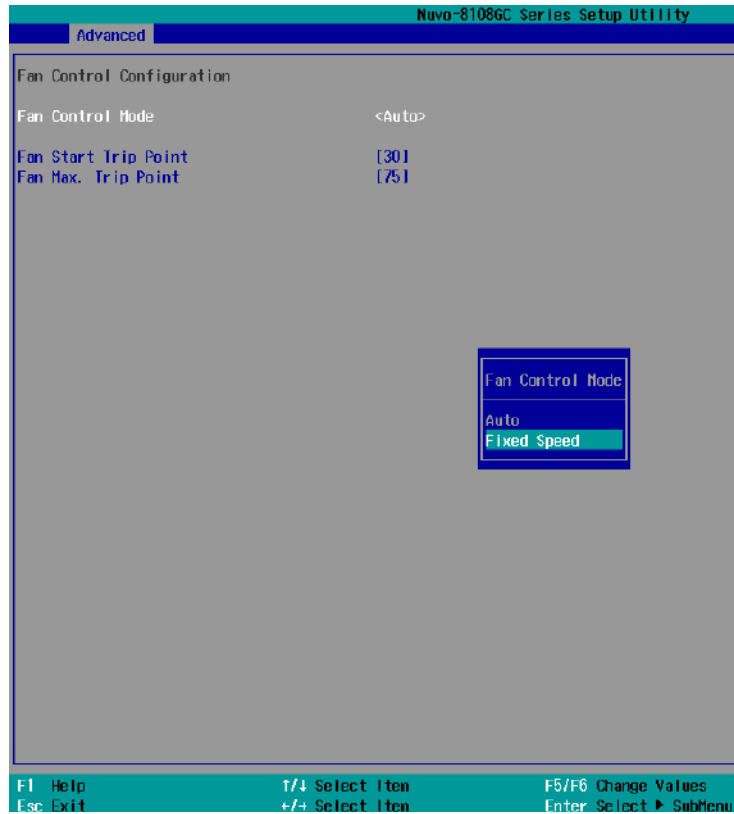 Nuvo-8108GC Series Setup Utility
Advanced
Fan Control Configuration
Fan Control Mode <Auto>
Fan Start Trip Point [30]
Fan Max. Trip Point [75]
Fan Control Mode
Auto
Fixed Speed
F1 Help ↑/↓ Select Item F5/F6 Change Values
Esc Exit ←/→ Select Item Enter Select ▶ SubMenu